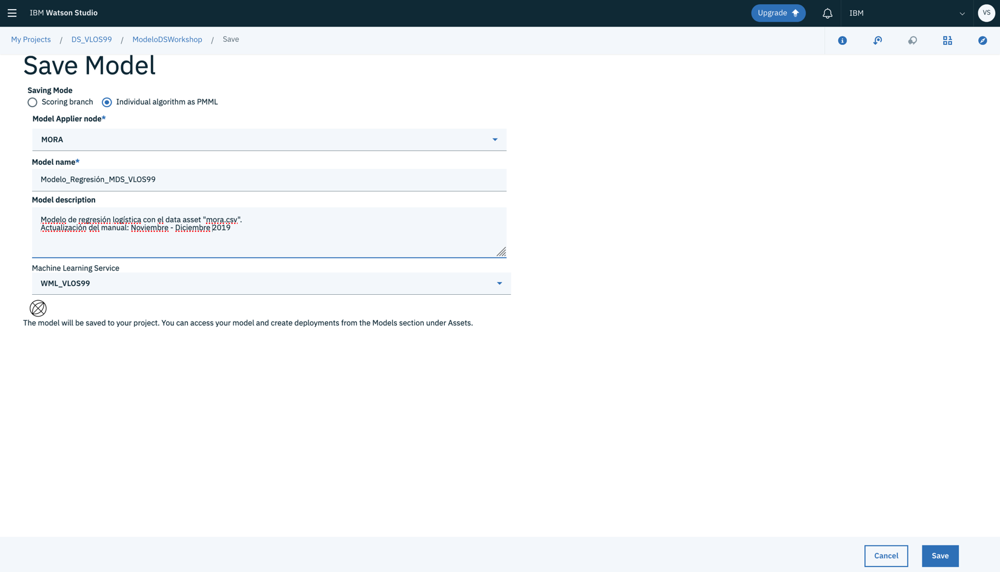 IBM Watson Studio
Upgrade
IBM
VS
My Projects / DS_VLOS99 / ModeloDSWorkshop / Save
Save Model
Saving Mode
Scoring branch
Individual algorithm as PMML
Model Applier node*
MORA
Model name*
Modelo_Regresión_MDS_VLOS99
Model description
Modelo de regresión logística con el data asset "mora.csv".
Actualización del manual: Noviembre - Diciembre 2019
Machine Learning Service
WML_VLOS99
The model will be saved to your project. You can access your model and create deployments from the Models section under Assets.
Cancel
Save